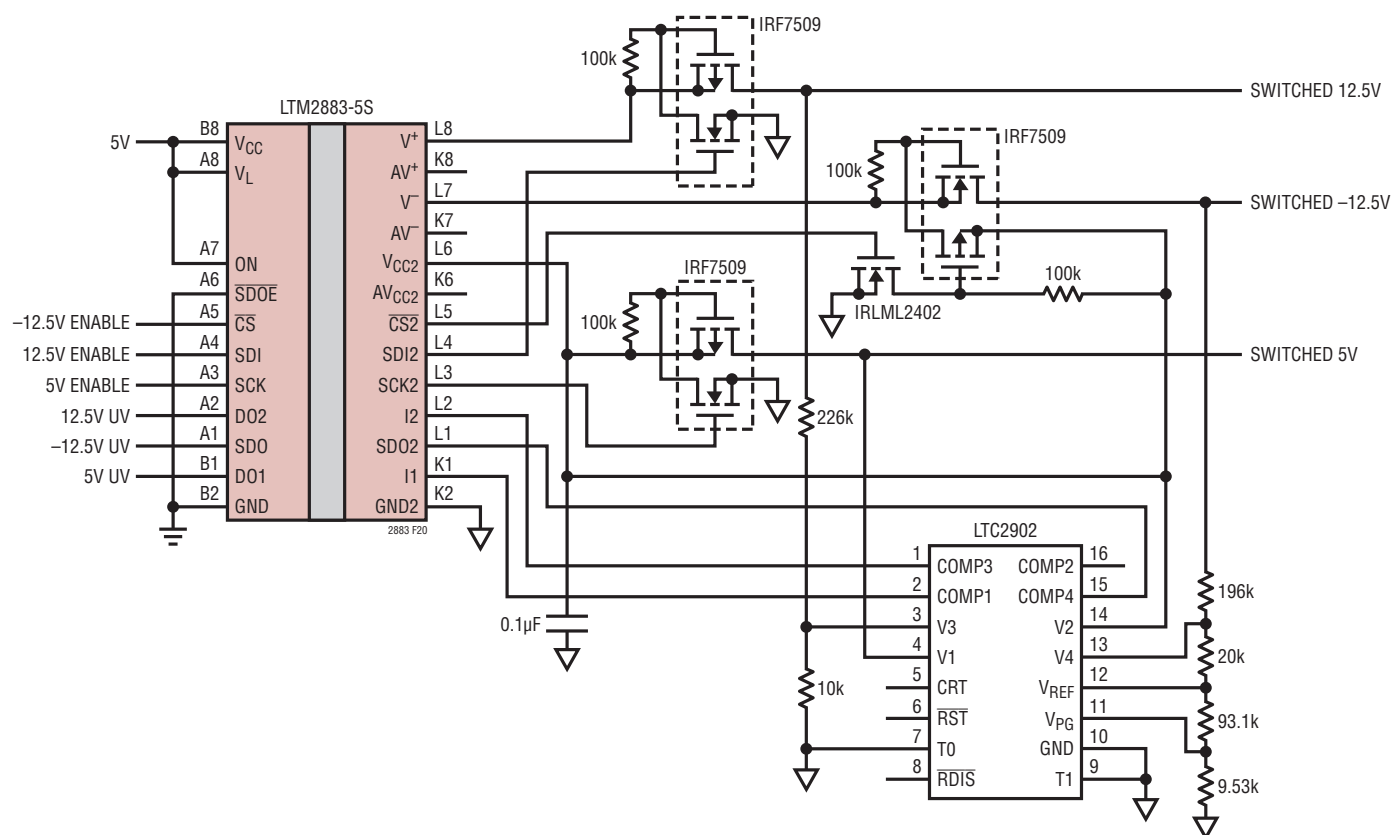 IRF7509
100k
SWITCHED 12.5V
LTM2883-5S
5V
B8 VCC
A8 VL
A7 ON
A6 SDOE
–12.5V ENABLE A5 CS
12.5V ENABLE A4 SDI
5V ENABLE A3 SCK
12.5V UV A2 DO2
–12.5V UV A1 SDO
5V UV B1 DO1
B2 GND
V+ L8
AV+ K8
V– L7
AV– K7
VCC2 L6
AVCC2 K6
CS2 L5
SDI2 L4
SCK2 L3
I2 L2
SDO2 L1
I1 K1
GND2 K2
2883 F20
IRF7509
100k
SWITCHED –12.5V
IRF7509
100k
100k
IRLML2402
SWITCHED 5V
226k
0.1µF
10k
LTC2902
1 COMP3
2 COMP1
3 V3
4 V1
5 CRT
6 RST
7 T0
8 RDIS
COMP2 16
COMP4 15
V2 14
V4 13
VREF 12
VPG 11
GND 10
T1 9
196k
20k
93.1k
9.53k